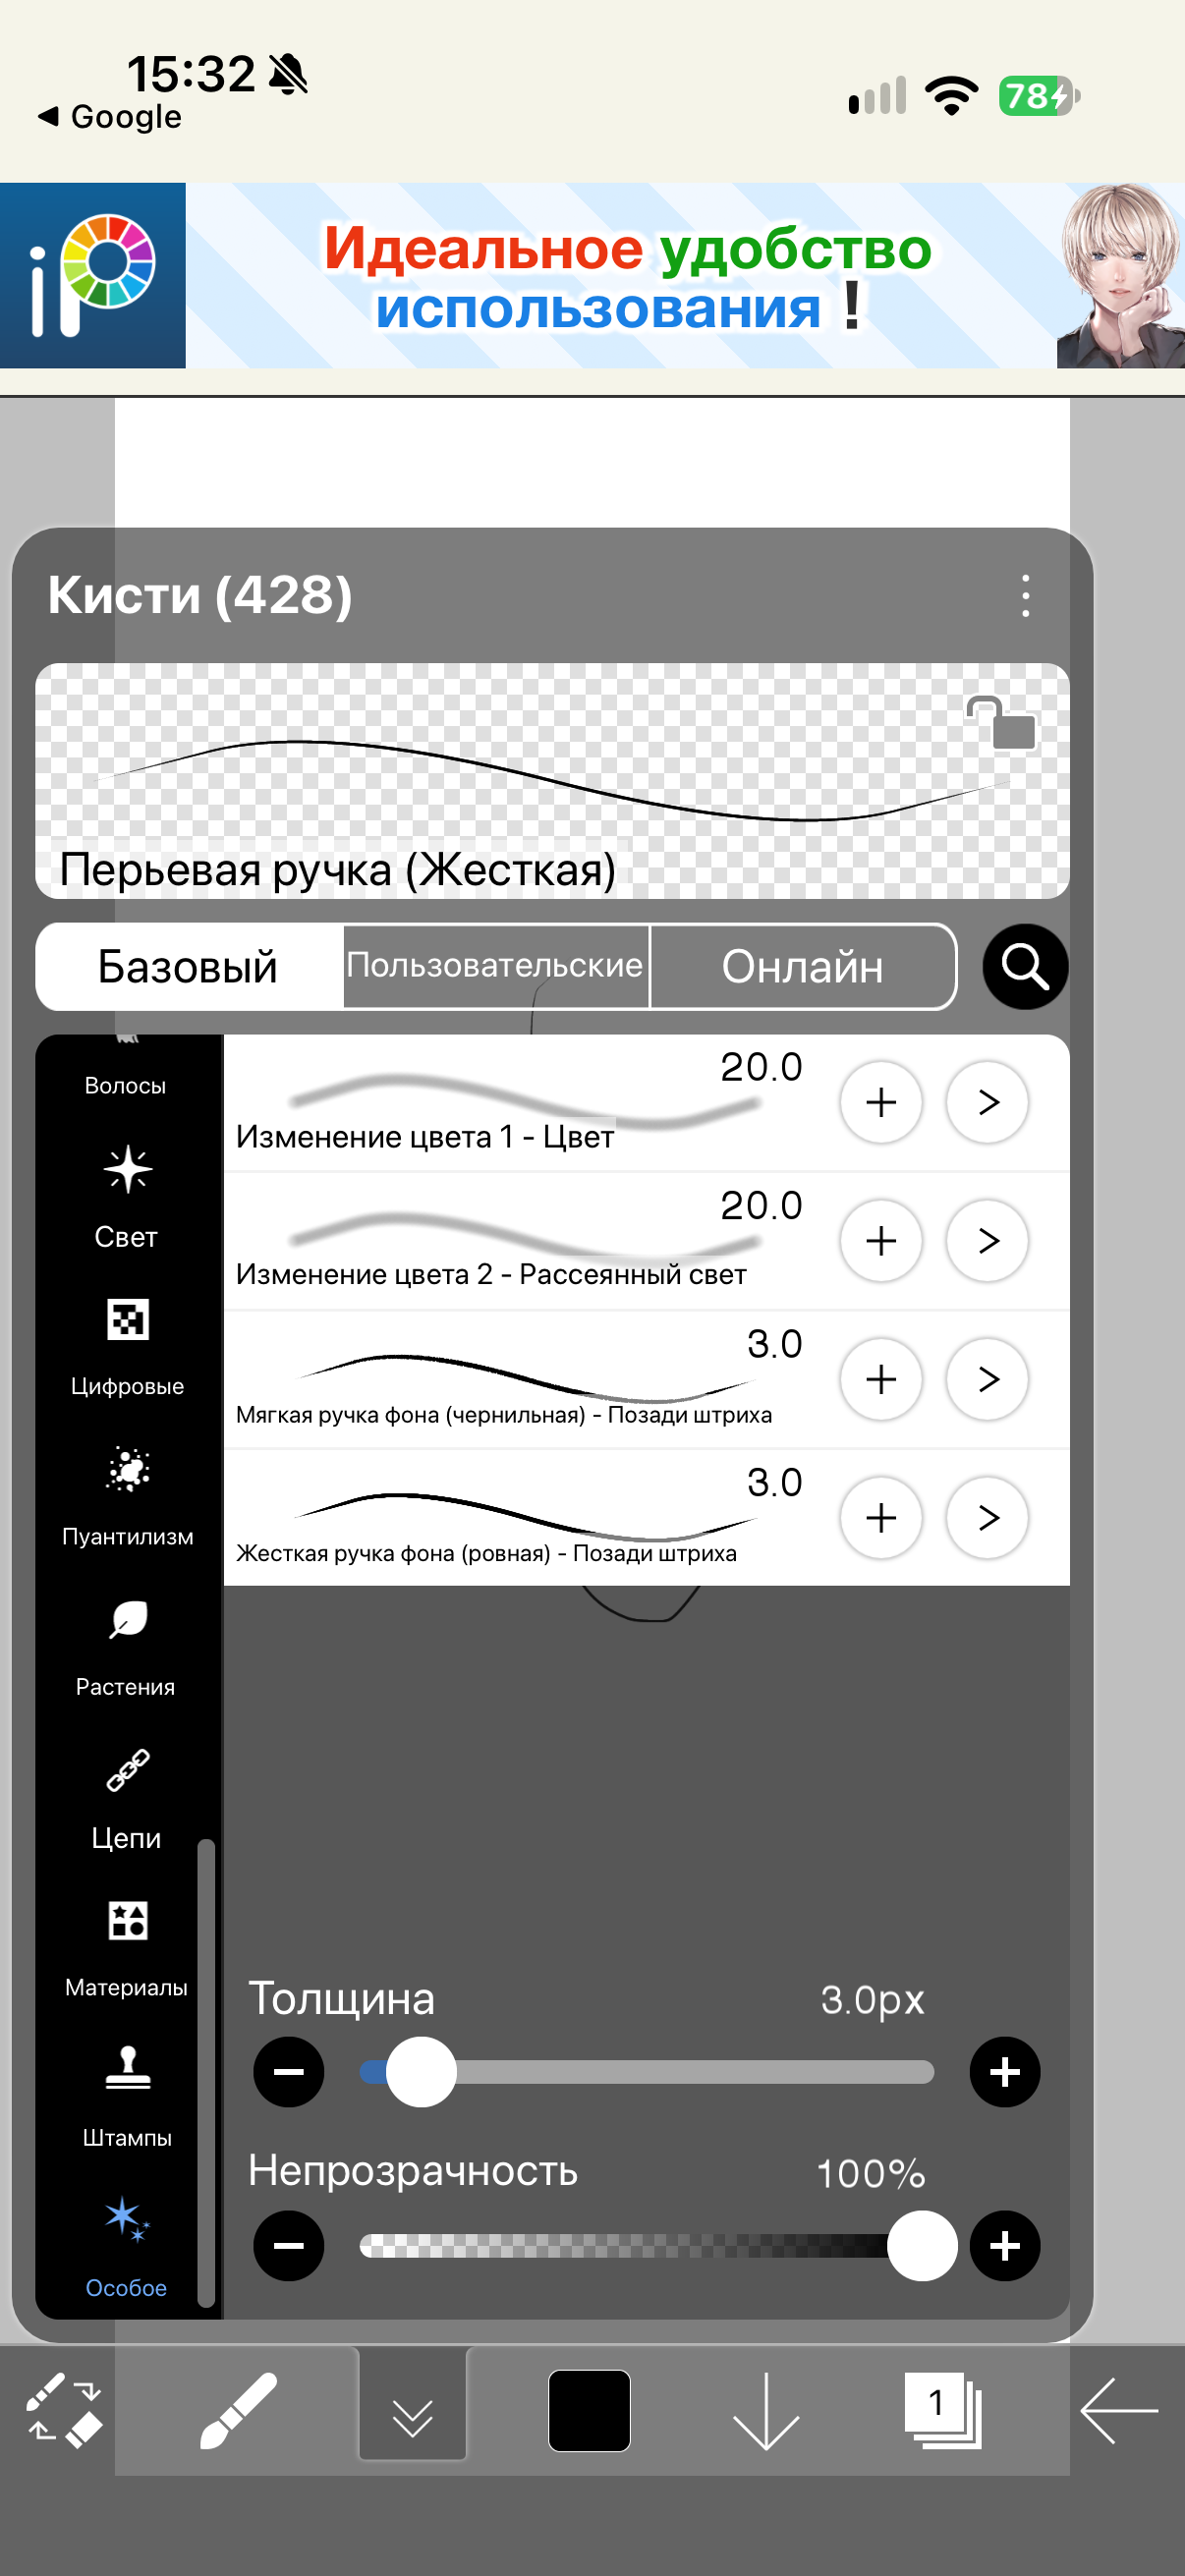 15:32
◀ Google
78
iP
Идеальное удобство
использования !
Кисти (428)
Перьевая ручка (Жесткая)
Базовый
Пользовательские
Онлайн
Волосы
Свет
Цифровые
Пуантилизм
Растения
Цепи
Материалы
Штампы
Особое
20.0
Изменение цвета 1 - Цвет
20.0
Изменение цвета 2 - Рассеянный свет
3.0
Мягкая ручка фона (чернильная) - Позади штриха
3.0
Жесткая ручка фона (ровная) - Позади штриха
Толщина
3.0px
Непрозрачность
100%
1